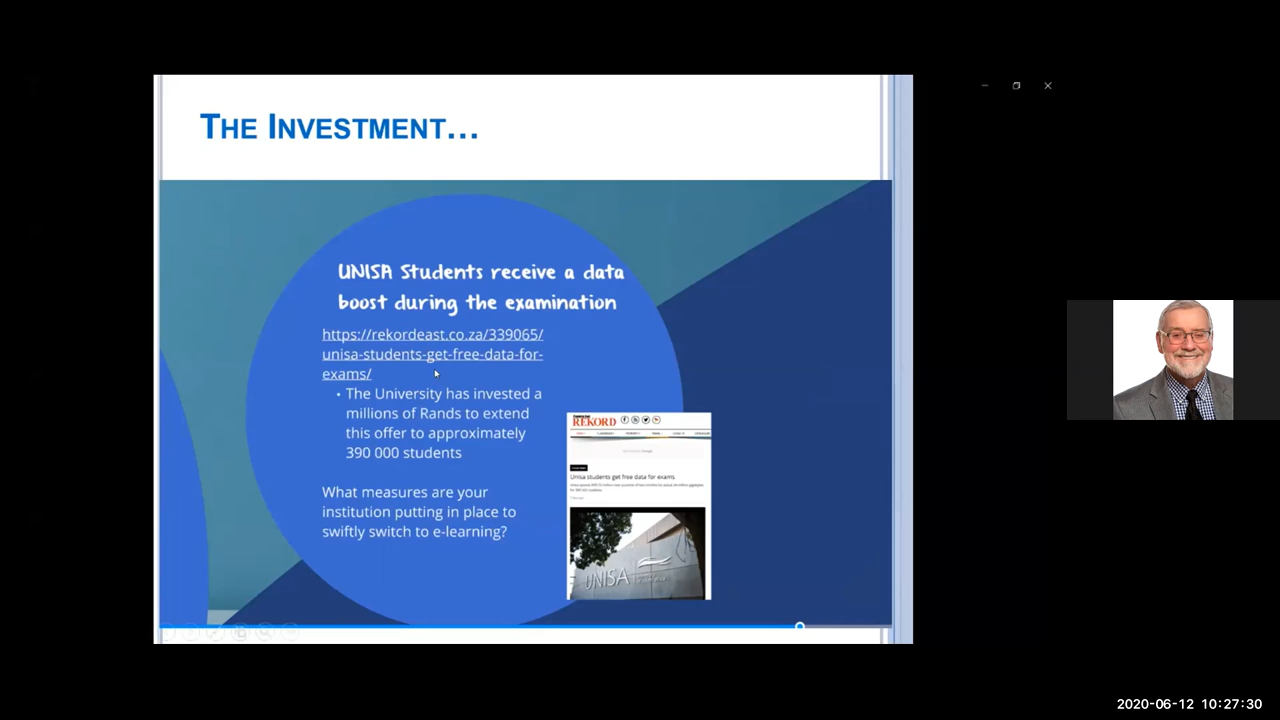 THE INVESTMENT...
UNISA Students receive a data
boost during the examination
https://rekordeast.co.za/339065/
unisa-students-get-free-data-for-
exams/
• The University has invested a
millions of Rands to extend
this offer to approximately
390 000 students
What measures are your
institution putting in place to
swiftly switch to e-learning?
REKORD
Unisa students get free data for exams
UNISA
2020-06-12 10:27:30